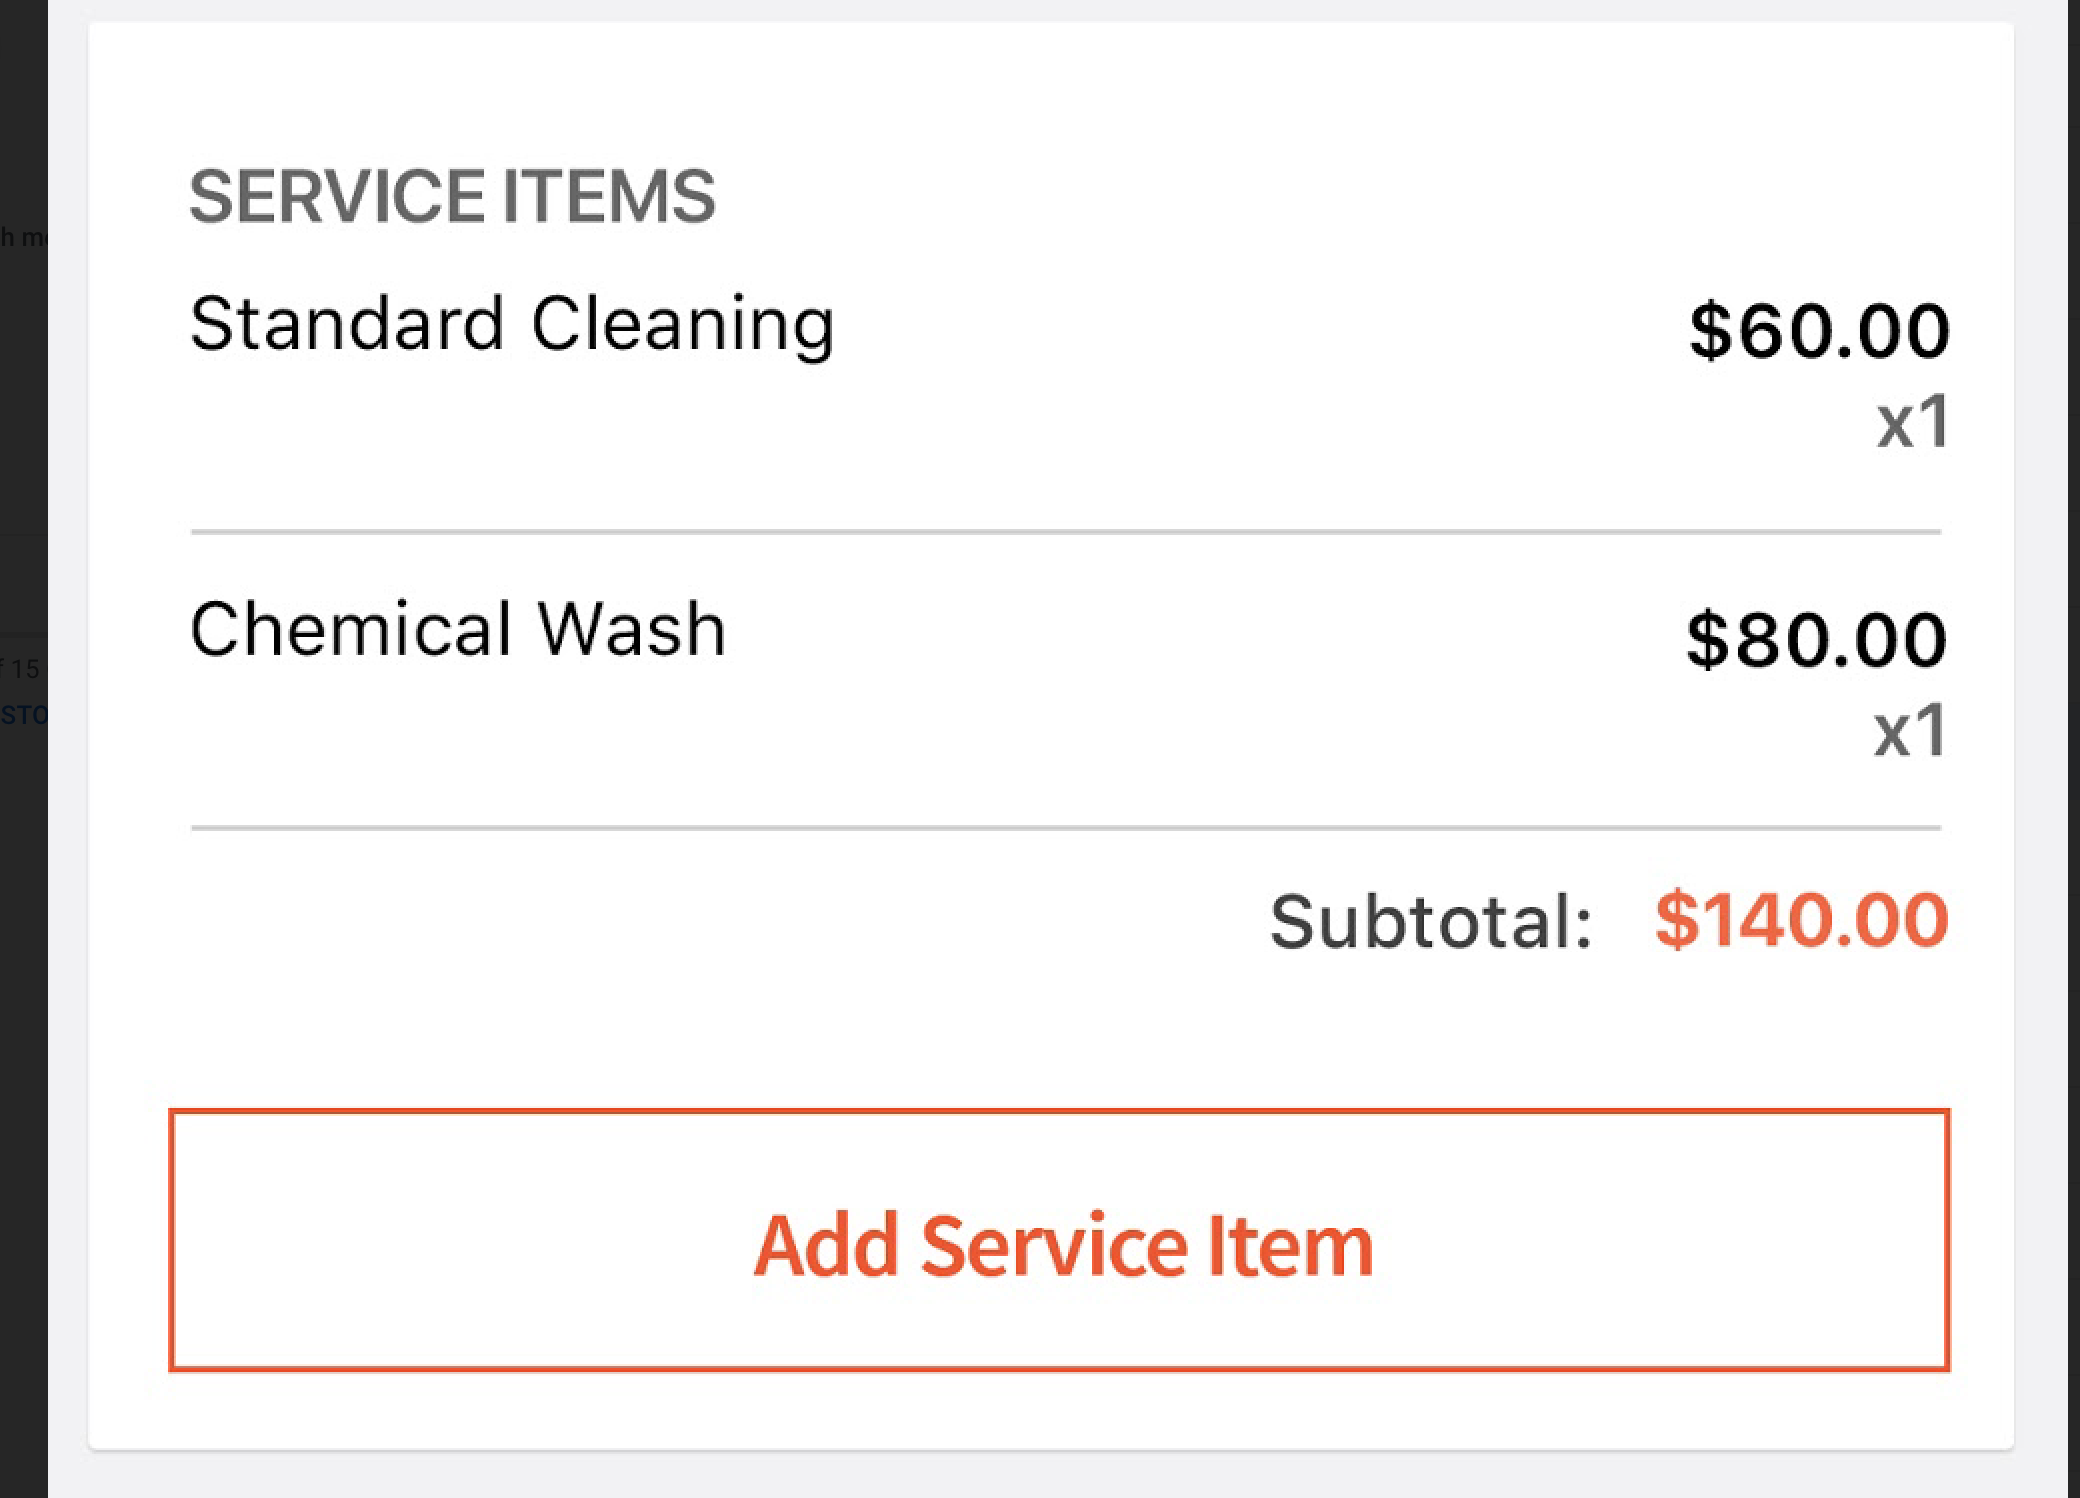 SERVICE ITEMS
Standard Cleaning $60.00
x1
Chemical Wash $80.00
x1
Subtotal: $140.00
Add Service Item
15
STO